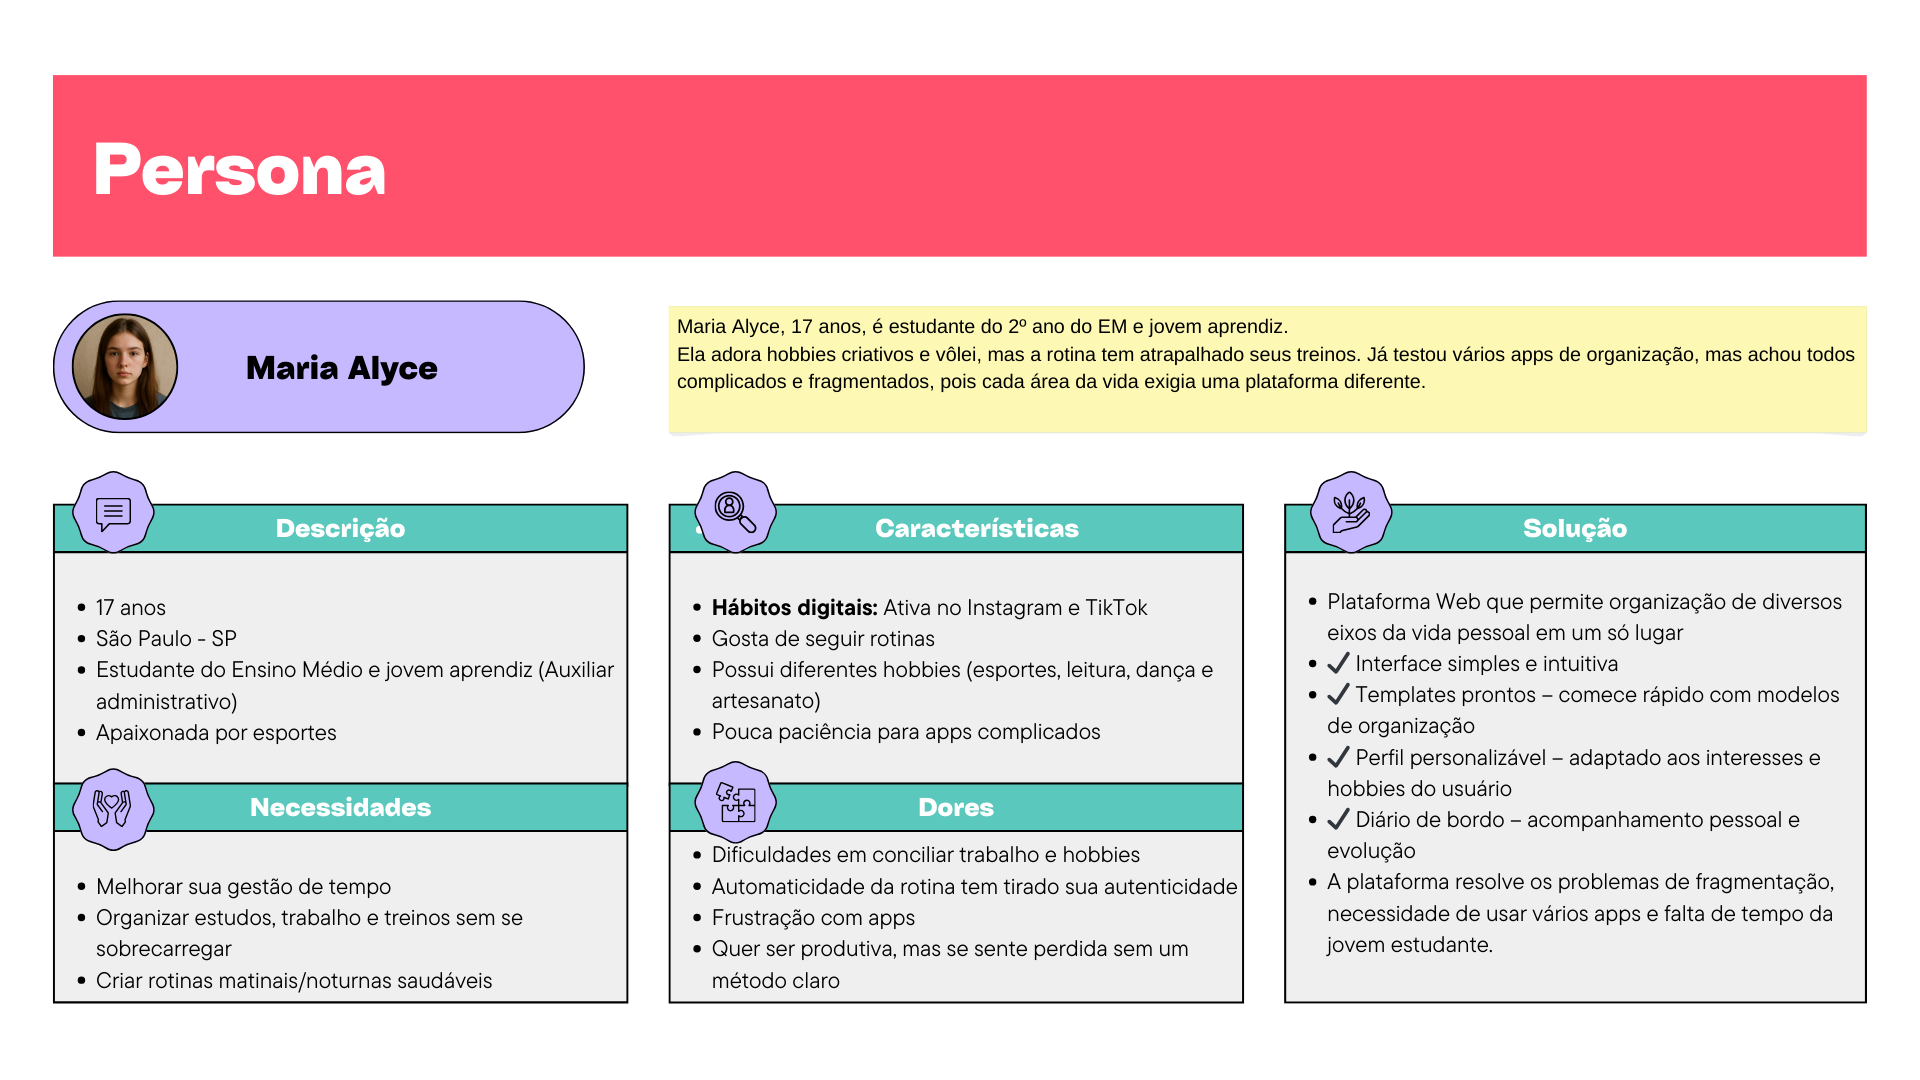 Persona
Maria Alyce
Maria Alyce, 17 anos, é estudante do 2º ano do EM e jovem aprendiz.
Ela adora hobbies criativos e vôlei, mas a rotina tem atrapalhado seus treinos. Já testou vários apps de organização, mas achou todos
complicados e fragmentados, pois cada área da vida exigia uma plataforma diferente.
Descrição
• 17 anos
• São Paulo - SP
• Estudante do Ensino Médio e jovem aprendiz (Auxiliar
administrativo)
• Apaixonada por esportes
Necessidades
• Melhorar sua gestão de tempo
• Organizar estudos, trabalho e treinos sem se
sobrecarregar
• Criar rotinas matinais/noturnas saudáveis
Características
• Hábitos digitais: Ativa no Instagram e TikTok
• Gosta de seguir rotinas
• Possui diferentes hobbies (esportes, leitura, dança e
artesanato)
• Pouca paciência para apps complicados
Dores
• Dificuldades em conciliar trabalho e hobbies
• Automaticidade da rotina tem tirado sua autenticidade
• Frustração com apps
• Quer ser produtiva, mas se sente perdida sem um
método claro
Solução
• Plataforma Web que permite organização de diversos
eixos da vida pessoal em um só lugar
• ✔ Interface simples e intuitiva
• ✔ Templates prontos – comece rápido com modelos
de organização
• ✔ Perfil personalizável – adaptado aos interesses e
hobbies do usuário
• ✔ Diário de bordo – acompanhamento pessoal e
evolução
• A plataforma resolve os problemas de fragmentação,
necessidade de usar vários apps e falta de tempo da
jovem estudante.